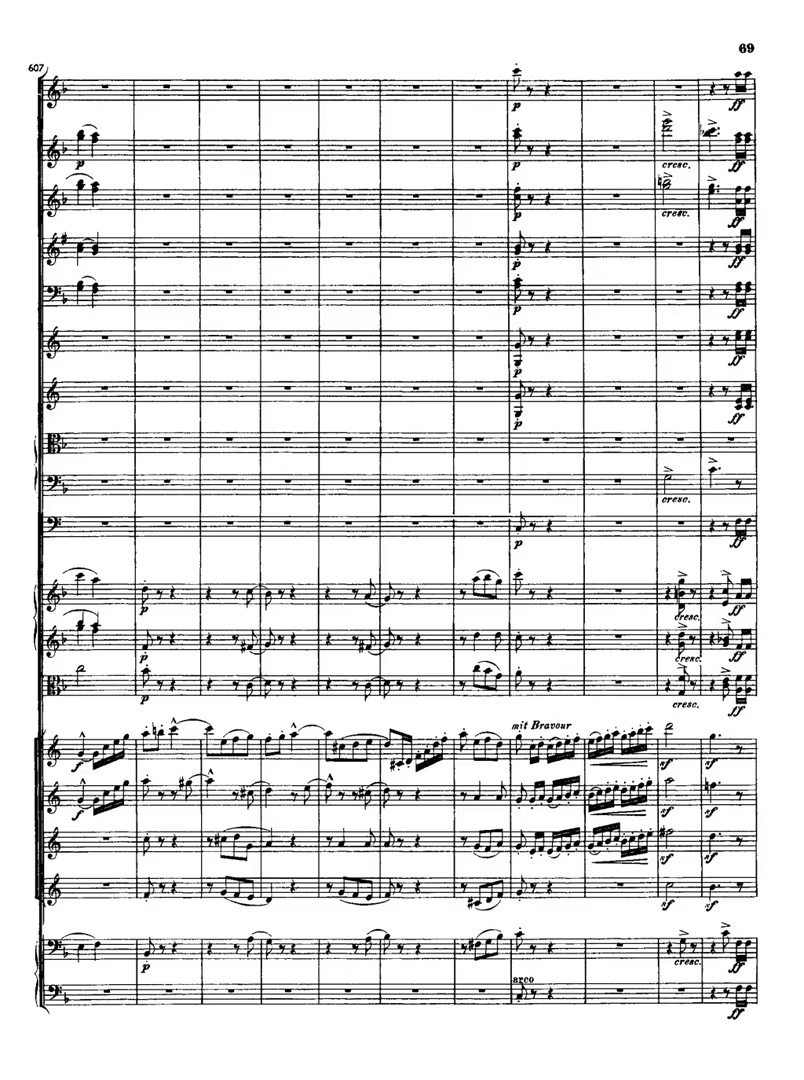 69
607
p ff
p p cresc. ff
p cresc. ff
p ff
p ff
p
p ff
cresc.
p ff
p cresc. ff
p cresc.
p cresc. ff
mit Bravour
f sf sf
f sf sf
sf sf
sf sf
p cresc. ff
arco
ff